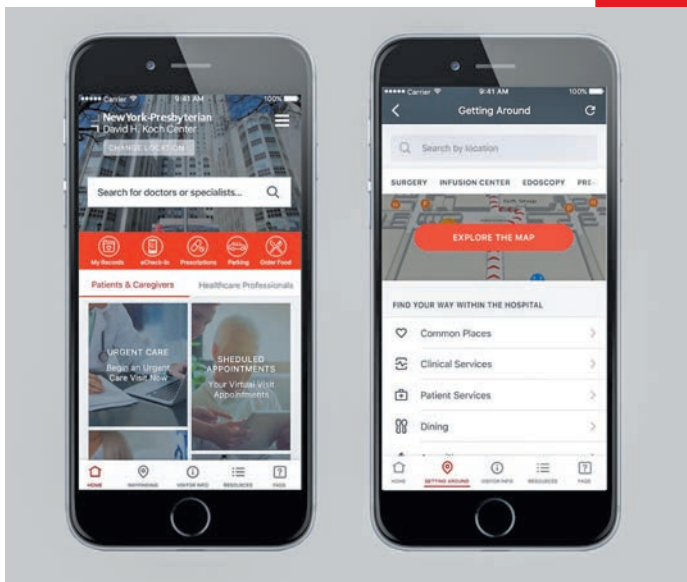 Carrier 9:41 AM 100%
NewYork-Presbyterian
David H. Koch Center
CHANGE LOCATION
Search for doctors or specialists...
My Records eCheck-In Prescriptions Parking Order Food
Patients & Caregivers Healthcare Professionals
URGENT CARE
Begin an Urgent
Care Visit Now
SHEDULED
APPOINTMENTS
Your Virtual Visit
Appointments
HOME WAYFINDING VISITOR INFO RESOURCES FAQS
Carrier 9:41 AM 100%
Getting Around
Search by location
SURGERY INFUSION CENTER EDOSCOPY PRE-
Gift Shop
EXPLORE THE MAP
FIND YOUR WAY WITHIN THE HOSPITAL
Common Places
Clinical Services
Patient Services
Dining
HOME GETTING AROUND VISITOR INFO RESOURCES FAQS